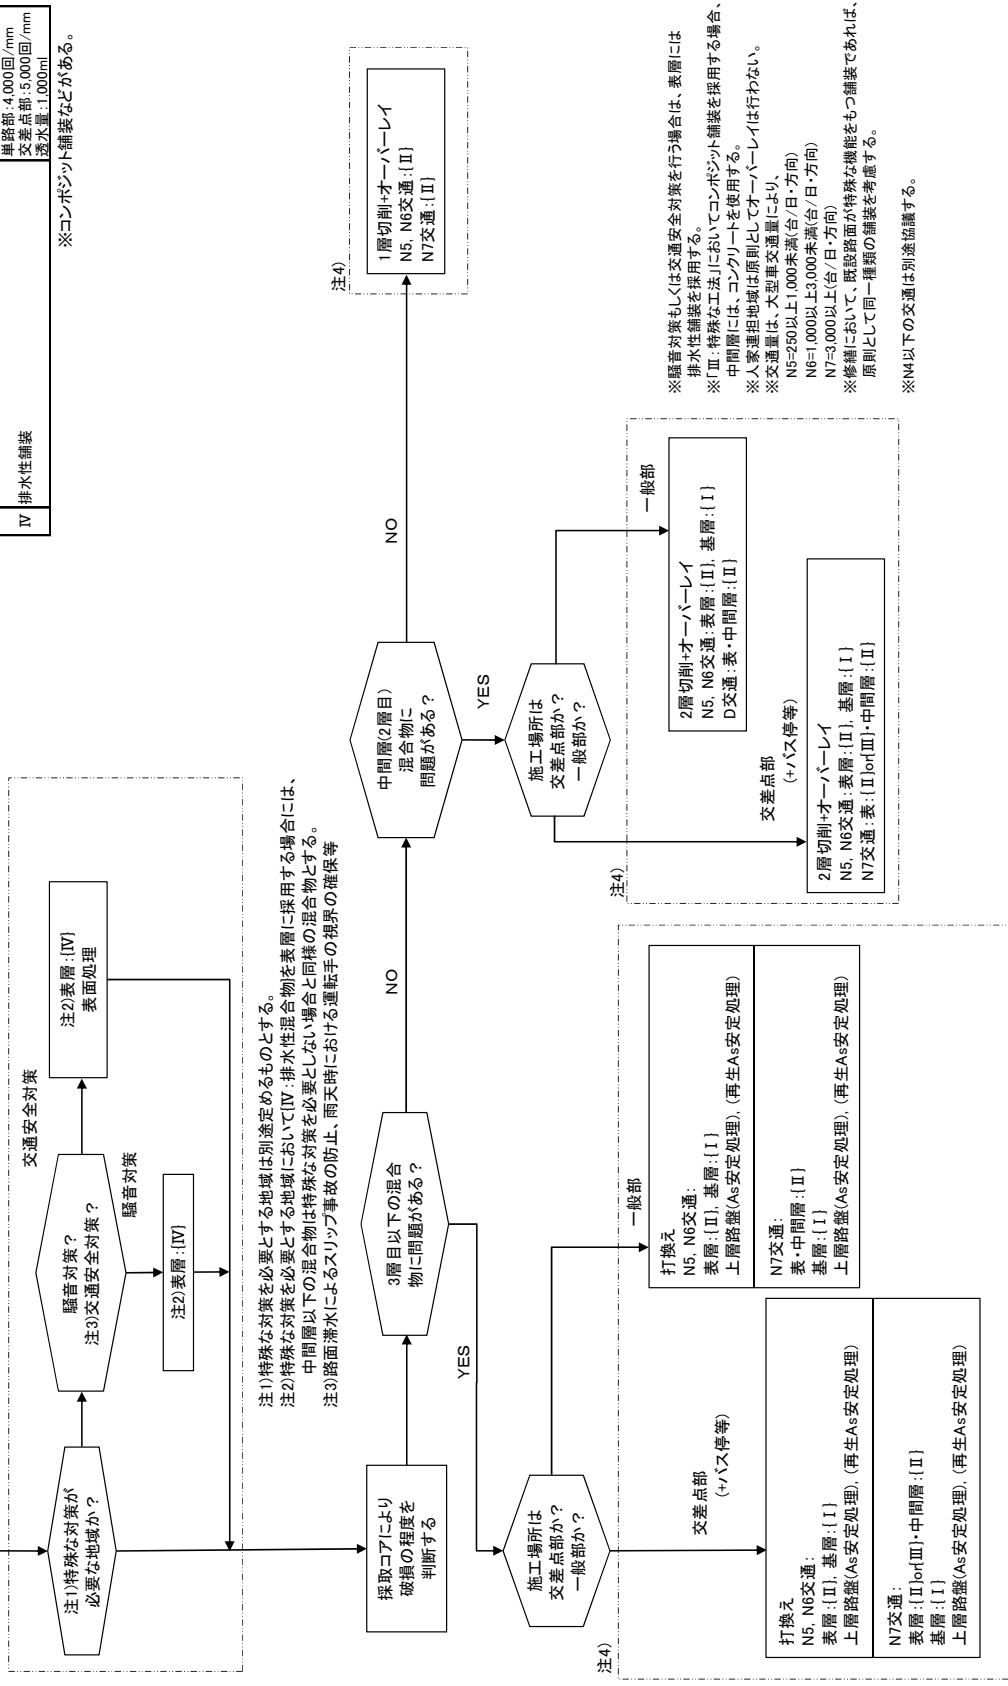 Ⅳ 排水性舗装
単路部:4,000回/mm
交差点部:5,000回/mm
透水量:1,000ml
※コンポジット舗装などがある。
注1)特殊な対策が
必要な地域か？
騒音対策？
注3)交通安全対策？
交通安全対策
騒音対策
注2)表層:{Ⅳ}
表面処理
注2)表層:{Ⅳ}
注1)特殊な対策を必要とする地域は別途定めるものとする。
注2)特殊な対策を必要とする地域において{Ⅳ:排水性混合物}を表層に採用する場合には、
中間層以下の混合物は特殊な対策を必要としない場合と同様の混合物とする。
注3)路面滞水によるスリップ事故の防止、雨天時における運転手の視界の確保等
採取コアにより
破損の程度を
判断する
3層目以下の混合
物に問題がある？
NO
YES
中間層(2層目)
混合物に
問題がある？
NO
YES
注4)
1層切削+オーバーレイ
N5, N6交通:{Ⅱ}
N7交通:{Ⅱ}
施工場所は
交差点部か？
一般部か？
一般部
2層切削+オーバーレイ
N5, N6交通:表層:{Ⅱ}, 基層:{Ⅰ}
D交通:表・中間層:{Ⅱ}
注4)
交差点部
(+バス停等)
2層切削+オーバーレイ
N5, N6交通:表層:{Ⅱ}, 基層:{Ⅰ}
N7交通:表:{Ⅱ}or{Ⅲ}・中間層:{Ⅱ}
施工場所は
交差点部か？
一般部か？
注4)
一般部
打換え
N5, N6交通:
表層:{Ⅱ}, 基層:{Ⅰ}
上層路盤(As安定処理), (再生As安定処理)
N7交通:
表・中間層:{Ⅱ}
基層:{Ⅰ}
上層路盤(As安定処理), (再生As安定処理)
交差点部
(+バス停等)
打換え
N5, N6交通:
表層:{Ⅱ}, 基層:{Ⅰ}
上層路盤(As安定処理), (再生As安定処理)
N7交通:
表層:{Ⅱ}or{Ⅲ}・中間層:{Ⅱ}
基層:{Ⅰ}
上層路盤(As安定処理), (再生As安定処理)
※騒音対策もしくは交通安全対策を行う場合は、表層には
排水性舗装を採用する。
※「Ⅲ:特殊な工法」においてコンポジット舗装を採用する場合、
中間層には、コンクリートを使用する。
※人家連担地域は原則としてオーバーレイは行わない。
※交通量は、大型車交通量により、
N5=250以上1,000未満(台/日・方向)
N6=1,000以上3,000未満(台/日・方向)
N7=3,000以上(台/日・方向)
※修繕において、既設路面が特殊な機能をもつ舗装であれば、
原則として同一種類の舗装を考慮する。
※N4以下の交通は別途協議する。